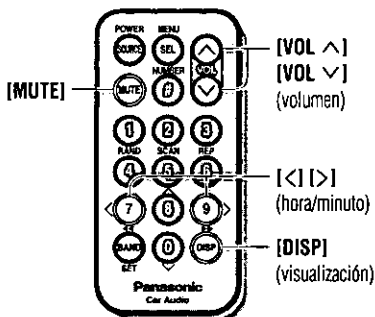 POWER MENU
SOURCE SEL
[VOL ∧]
VOL
[VOL ∨]
(volumen)
[MUTE]
MUTE NUMBER #
1 2 3
RAND SCAN REP
4 5 6
[<] [>]
(hora/minuto)
< 7 8 9 >
BAND 0 DISP
SET
[DISP]
(visualización)
Panasonic
Car Audio